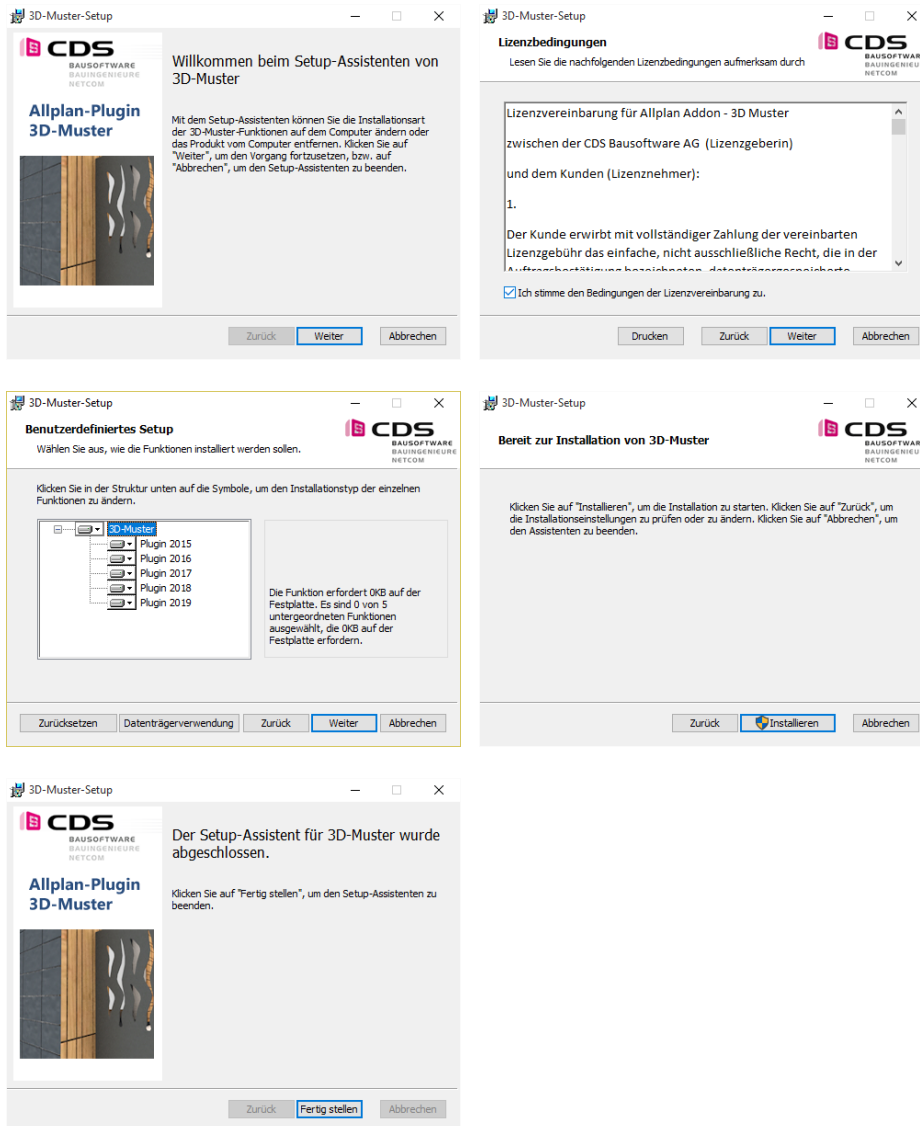 3D-Muster-Setup
CDS
BAUSOFTWARE
BAUINGENIEURE
NETCOM
Allplan-Plugin
3D-Muster
Willkommen beim Setup-Assistenten von
3D-Muster
Mit dem Setup-Assistenten können Sie die Installationsart
der 3D-Muster-Funktionen auf dem Computer ändern oder
das Produkt vom Computer entfernen. Klicken Sie auf
"Weiter", um den Vorgang fortzusetzen, bzw. auf
"Abbrechen", um den Setup-Assistenten zu beenden.
Zurück Weiter Abbrechen
3D-Muster-Setup
Lizenzbedingungen
Lesen Sie die nachfolgenden Lizenzbedingungen aufmerksam durch
CDS
BAUSOFTWAR
BAUINGENIEU
NETCOM
Lizenzvereinbarung für Allplan Addon - 3D Muster
zwischen der CDS Bausoftware AG (Lizenzgeberin)
und dem Kunden (Lizenznehmer):
1.
Der Kunde erwirbt mit vollständiger Zahlung der vereinbarten
Lizenzgebühr das einfache, nicht ausschließliche Recht, die in der
Auftragsbestätigung bezeichneten, datenträgergespeicherte
Ich stimme den Bedingungen der Lizenzvereinbarung zu.
Drucken Zurück Weiter Abbrechen
3D-Muster-Setup
Benutzerdefiniertes Setup
Wählen Sie aus, wie die Funktionen installiert werden sollen.
CDS
BAUSOFTWARE
BAUINGENIEURE
NETCOM
Klicken Sie in der Struktur unten auf die Symbole, um den Installationstyp der einzelnen
Funktionen zu ändern.
3D-Muster
Plugin 2015
Plugin 2016
Plugin 2017
Plugin 2018
Plugin 2019
Die Funktion erfordert 0KB auf der
Festplatte. Es sind 0 von 5
untergeordneten Funktionen
ausgewählt, die 0KB auf der
Festplatte erfordern.
Zurücksetzen Datenträgerverwendung Zurück Weiter Abbrechen
3D-Muster-Setup
Bereit zur Installation von 3D-Muster
CDS
BAUSOFTWAR
BAUINGENIEU
NETCOM
Klicken Sie auf "Installieren", um die Installation zu starten. Klicken Sie auf "Zurück", um
die Installationseinstellungen zu prüfen oder zu ändern. Klicken Sie auf "Abbrechen", um
den Assistenten zu beenden.
Zurück Installieren Abbrechen
3D-Muster-Setup
CDS
BAUSOFTWARE
BAUINGENIEURE
NETCOM
Allplan-Plugin
3D-Muster
Der Setup-Assistent für 3D-Muster wurde
abgeschlossen.
Klicken Sie auf "Fertig stellen", um den Setup-Assistenten zu
beenden.
Zurück Fertig stellen Abbrechen